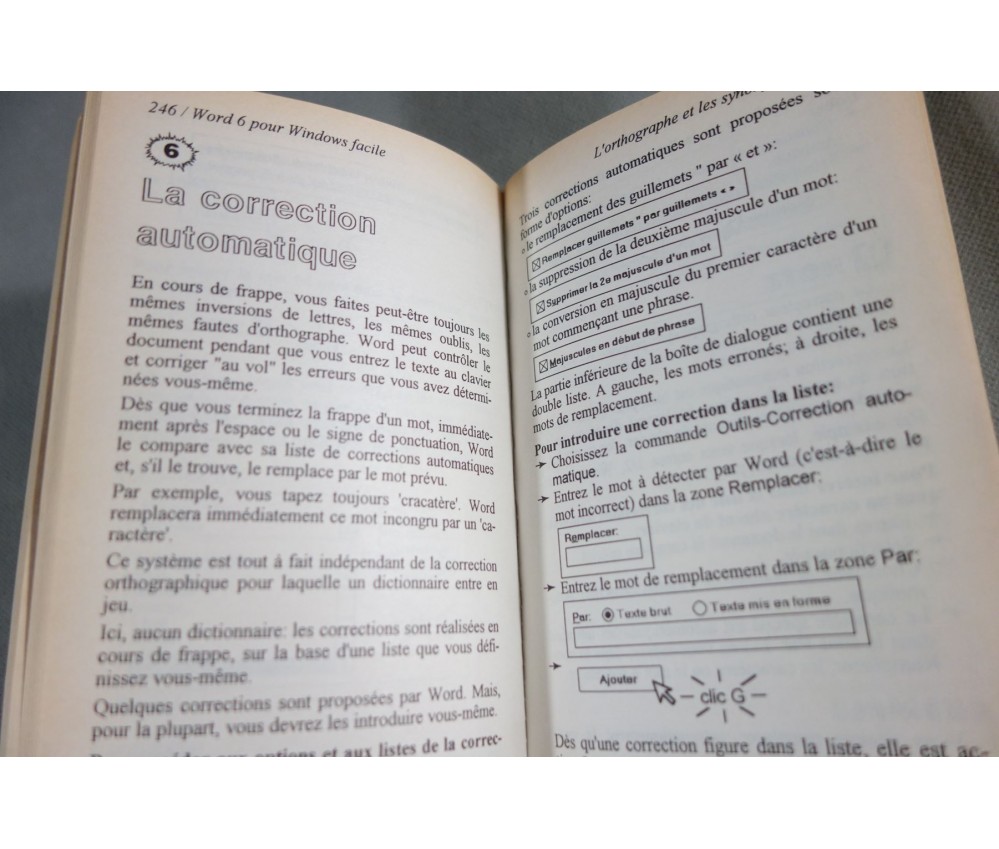 246 / Word 6 pour Windows facile
6
La correction
automatique
En cours de frappe, vous faites peut-être toujours les
mêmes inversions de lettres, les mêmes oublis, les
mêmes fautes d'orthographe. Word peut contrôler le
document pendant que vous entrez le texte au clavier
et corriger "au vol" les erreurs que vous avez détermi-
nées vous-même.
Dès que vous terminez la frappe d'un mot, immédiate-
ment après l'espace ou le signe de ponctuation, Word
le compare avec sa liste de corrections automatiques
et, s'il le trouve, le remplace par le mot prévu.
Par exemple, vous tapez toujours 'cracatère'. Word
remplacera immédiatement ce mot incongru par un 'ca-
ractère'.
Ce système est tout à fait indépendant de la correction
orthographique pour laquelle un dictionnaire entre en
jeu.
Ici, aucun dictionnaire: les corrections sont réalisées en
cours de frappe, sur la base d'une liste que vous défi-
nissez vous-même.
Quelques corrections sont proposées par Word. Mais,
pour la plupart, vous devrez les introduire vous-même.
options et aux listes de la correc-
L'orthographe et les
Trois corrections automatiques sont proposées
forme d'options:
le remplacement des guillemets " par « et »:
Remplacer guillemets " par guillemets « »
la suppression de la deuxième majuscule d'un mot:
Supprimer la 2e majuscule d'un mot
la conversion en majuscule du premier caractère d'un
mot commençant une phrase.
Majuscules en début de phrase
La partie inférieure de la boîte de dialogue contient une
double liste. A gauche, les mots erronés; à droite, les
mots de remplacement.
Pour introduire une correction dans la liste:
→ Choisissez la commande Outils-Correction auto-
matique.
→ Entrez le mot à détecter par Word (c'est-à-dire le
mot incorrect) dans la zone Remplacer:
Remplacer:
→ Entrez le mot de remplacement dans la zone Par:
Par: Texte brut Texte mis en forme
→
Ajouter
clic G
Dès qu'une correction figure dans la liste, elle est ac-